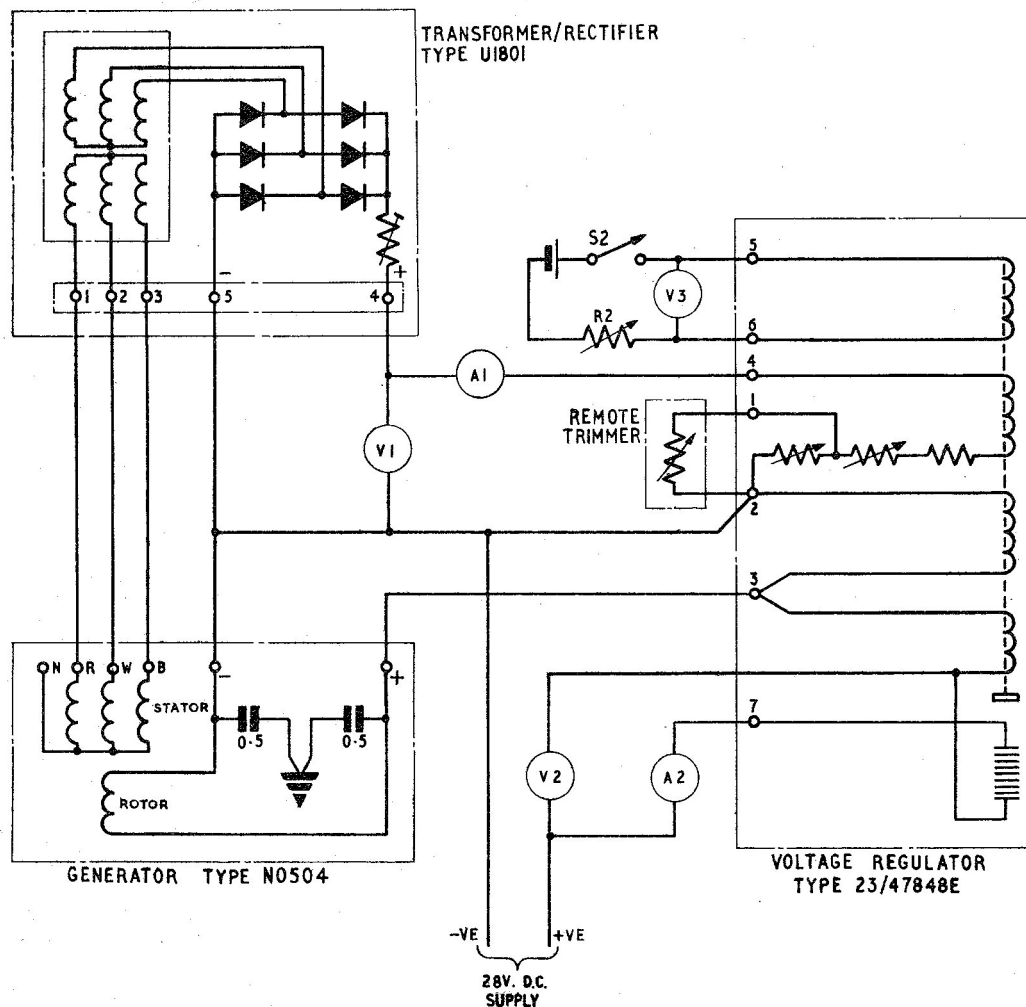 TRANSFORMER/RECTIFIER
TYPE U1801
- +
1 2 3 5 4
S2
5
V3
R2
6
4
A1
1
REMOTE
TRIMMER
V1
2
3
N R W B - +
STATOR
0·5 0·5
7
ROTOR
V2 A2
GENERATOR TYPE N0504
VOLTAGE REGULATOR
TYPE 23/47848E
-VE +VE
28V. D.C.
SUPPLY